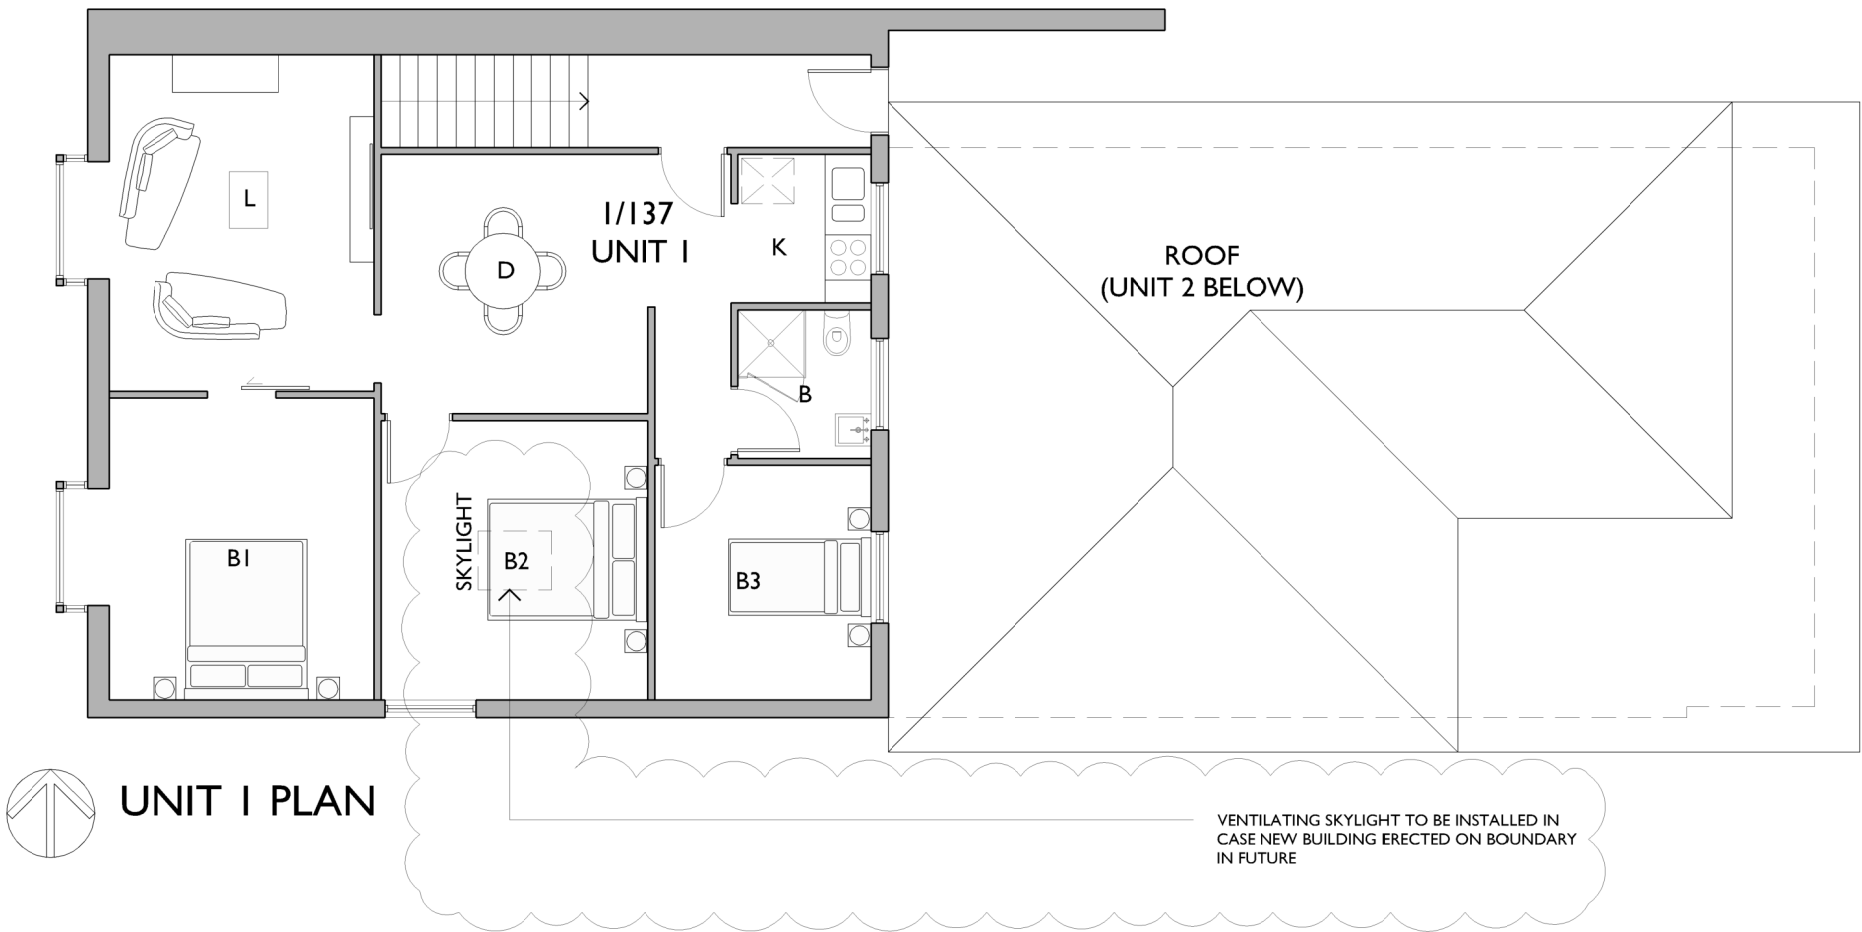 L
1/137
UNIT 1
K
D
ROOF
(UNIT 2 BELOW)
B
SKYLIGHT
B1
B2
B3
UNIT 1 PLAN
VENTILATING SKYLIGHT TO BE INSTALLED IN
CASE NEW BUILDING ERECTED ON BOUNDARY
IN FUTURE